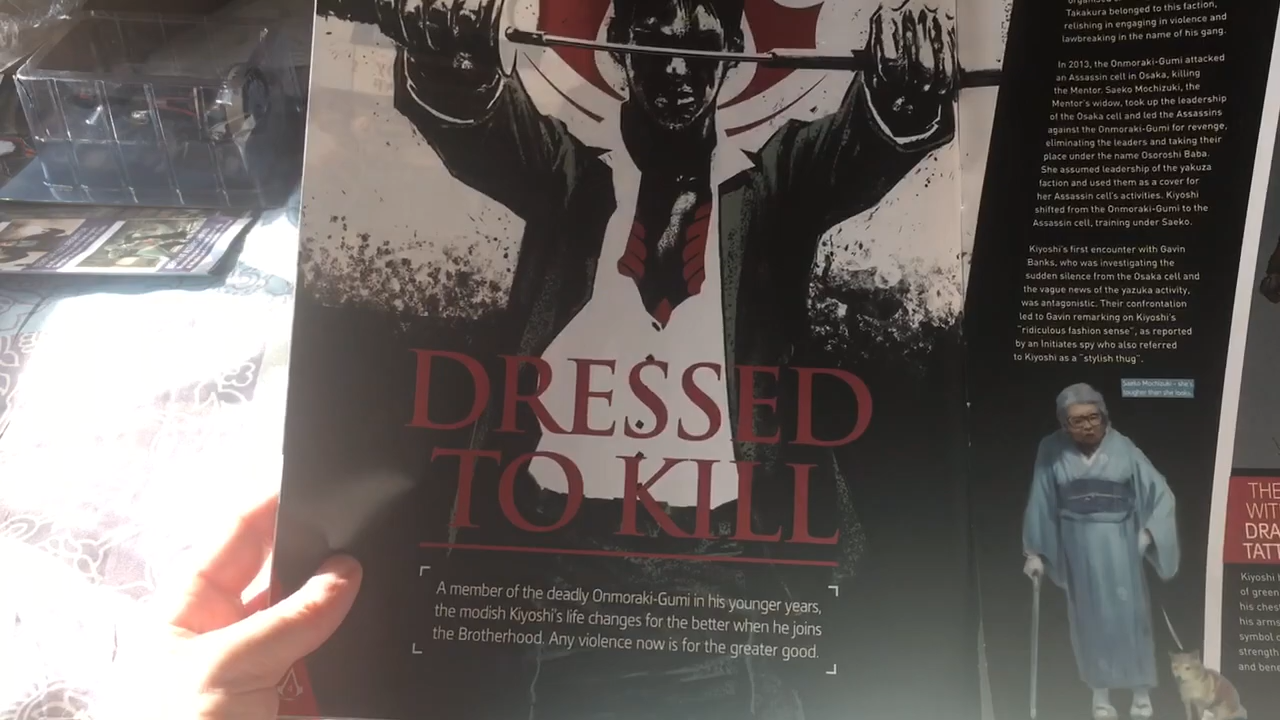 DRESSED
TO KILL
A member of the deadly Onmoraki-Gumi in his younger years,
the modish Kiyoshi's life changes for the better when he joins
the Brotherhood. Any violence now is for the greater good.
Takakura belonged to this faction,
relishing in engaging in violence and
lawbreaking in the name of his gang.
In 2013, the Onmoraki-Gumi attacked
an Assassin cell in Osaka, killing
the Mentor. Saeko Mochizuki, the
Mentor's widow, took up the leadership
of the Osaka cell and led the Assassins
against the Onmoraki-Gumi for revenge,
eliminating the leaders and taking their
place under the name Osoroshi Baba.
She assumed leadership of the yakuza
faction and used them as a cover for
her Assassin cell's activities. Kiyoshi
shifted from the Onmoraki-Gumi to the
Assassin cell, training under Saeko.
Kiyoshi's first encounter with Gavin
Banks, who was investigating the
sudden silence from the Osaka cell and
the vague news of the yazuka activity,
was antagonistic. Their confrontation
led to Gavin remarking on Kiyoshi's
"ridiculous fashion sense", as reported
by an Initiates spy who also referred
to Kiyoshi as a "stylish thug".
Saeko Mochizuki – she's
tougher than she looks.
THE
WIT
DRA
TATT
Kiyoshi
of green
his ches
his arms
symbol
strength
and bene